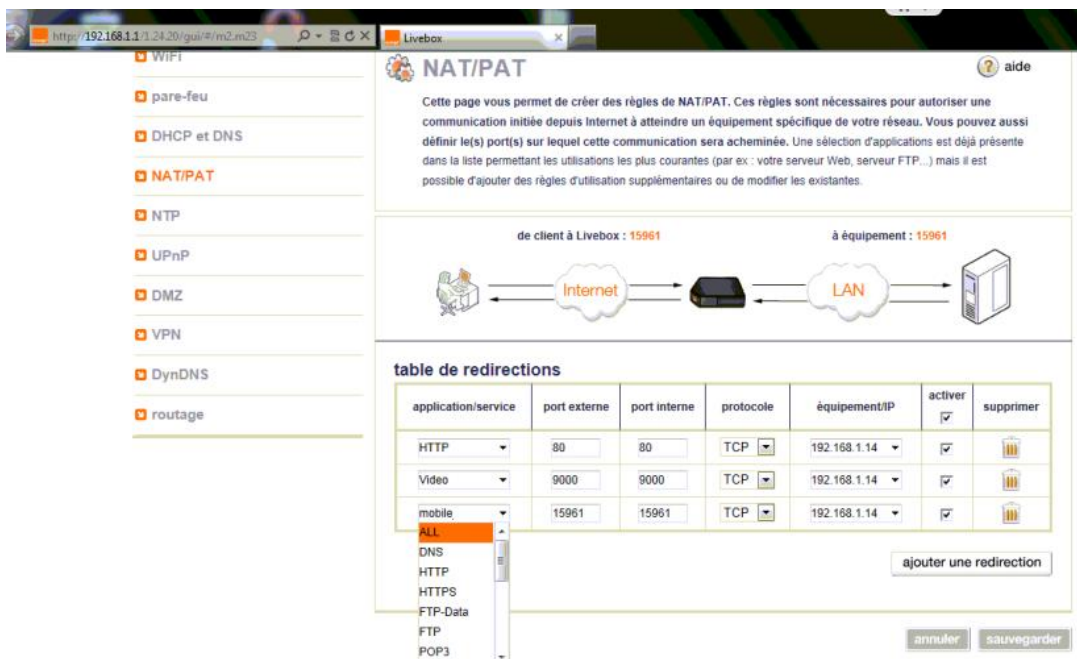 http://192.168.1.1/1.24.20/gui/#/m2.m23
Livebox
WiFi
pare-feu
DHCP et DNS
NAT/PAT
NTP
UPnP
DMZ
VPN
DynDNS
routage
NAT/PAT
? aide
Cette page vous permet de créer des règles de NAT/PAT. Ces règles sont nécessaires pour autoriser une
communication initiée depuis Internet à atteindre un équipement spécifique de votre réseau. Vous pouvez aussi
définir le(s) port(s) sur lequel cette communication sera acheminée. Une sélection d'applications est déjà présente
dans la liste permettant les utilisations les plus courantes (par ex : votre serveur Web, serveur FTP...) mais il est
possible d'ajouter des règles d'utilisation supplémentaires ou de modifier les existantes.
de client à Livebox : 15961 à équipement : 15961
Internet LAN
table de redirections
application/service port externe port interne protocole équipement/IP activer supprimer
HTTP 80 80 TCP 192.168.1.14
Video 9000 9000 TCP 192.168.1.14
mobile 15961 15961 TCP 192.168.1.14
ALL
DNS
HTTP
HTTPS
FTP-Data
FTP
POP3
ajouter une redirection
annuler sauvegarder